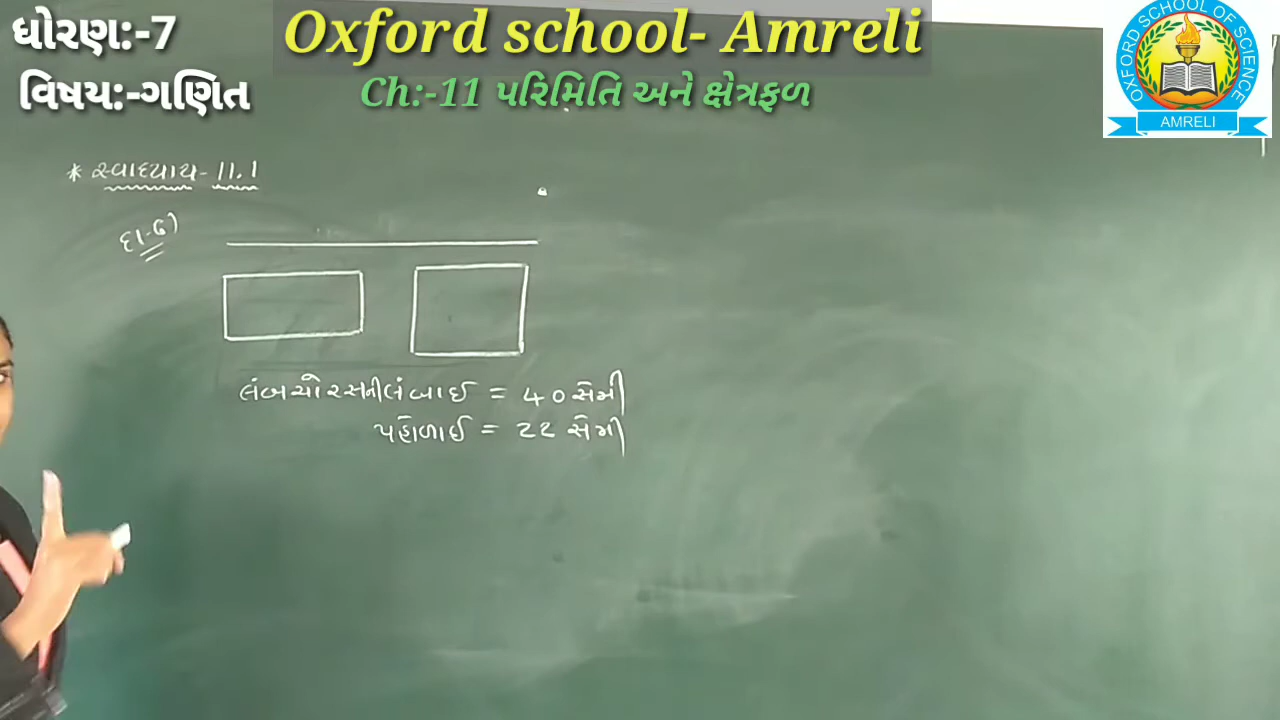 ધોરણ:-7
વિષય:-ગણિત
Oxford school- Amreli
Ch:-11 પરિમિતિ અને ક્ષેત્રફળ
OXFORD SCHOOL OF SCIENCE
AMRELI
* સ્વાધ્યાય- 11.1
દા-6)
લંબચોરસની લંબાઈ = 40 સેમી
પહોળાઈ = 22 સેમી